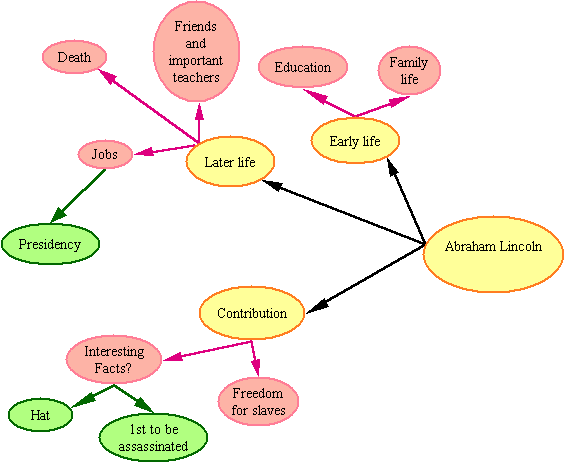 Friends
and
important
teachers
Death
Education
Family
life
Early life
Jobs
Later life
Presidency
Abraham Lincoln
Contribution
Interesting
Facts?
Freedom
for slaves
Hat
1st to be
assassinated